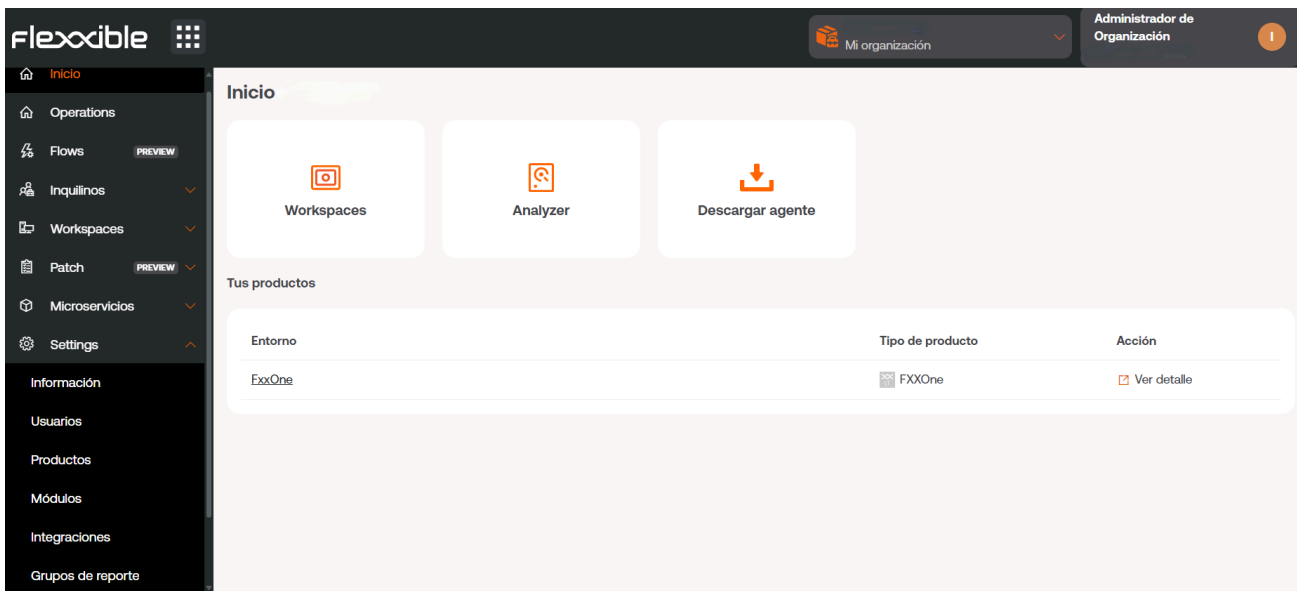 Flexxible
Mi organización
Administrador de
Organización
I
Inicio
Operations
Flows PREVIEW
Inquilinos
Workspaces
Patch PREVIEW
Microservicios
Settings
Información
Usuarios
Productos
Módulos
Integraciones
Grupos de reporte
Inicio
Workspaces
Analyzer
Descargar agente
Tus productos
Entorno Tipo de producto Acción
FxxOne FXXOne Ver detalle